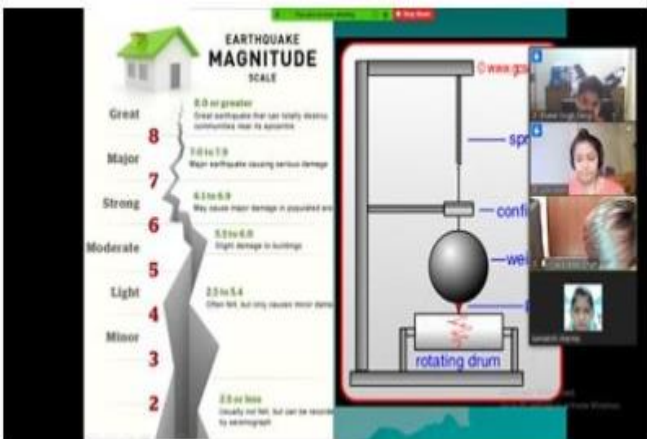 EARTHQUAKE
MAGNITUDE
SCALE
8.0 or greater
Great earthquake that can totally destroy
communities near its epicentre
Great
8
7.0 to 7.9
Major earthquake causing serious damage
Major
7
6.1 to 6.9
May cause major damage in populated
Strong
6
5.5 to 6.0
Slight damage to buildings
Moderate
5
2.5 to 5.4
Often felt, but only causes minor
Light
4
Minor
3
2.5 or less
Usually not felt, but can be
by seismograph
2
© www.
spr
confi
wei
rotating drum